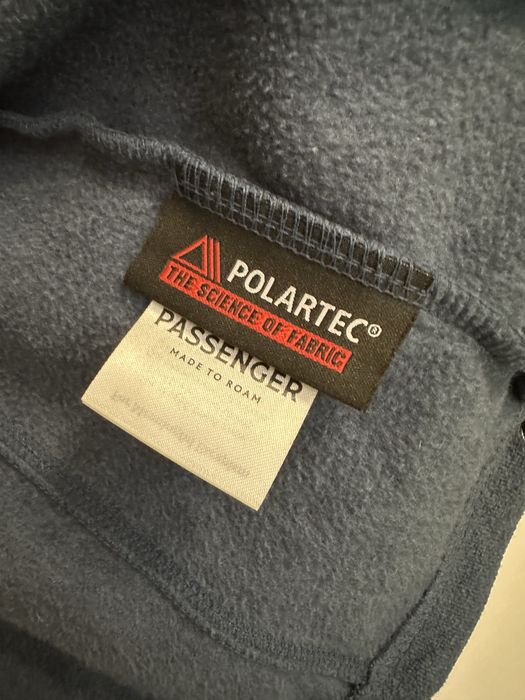 POLARTEC®
THE SCIENCE OF FABRIC
PASSENGER
MADE TO ROAM